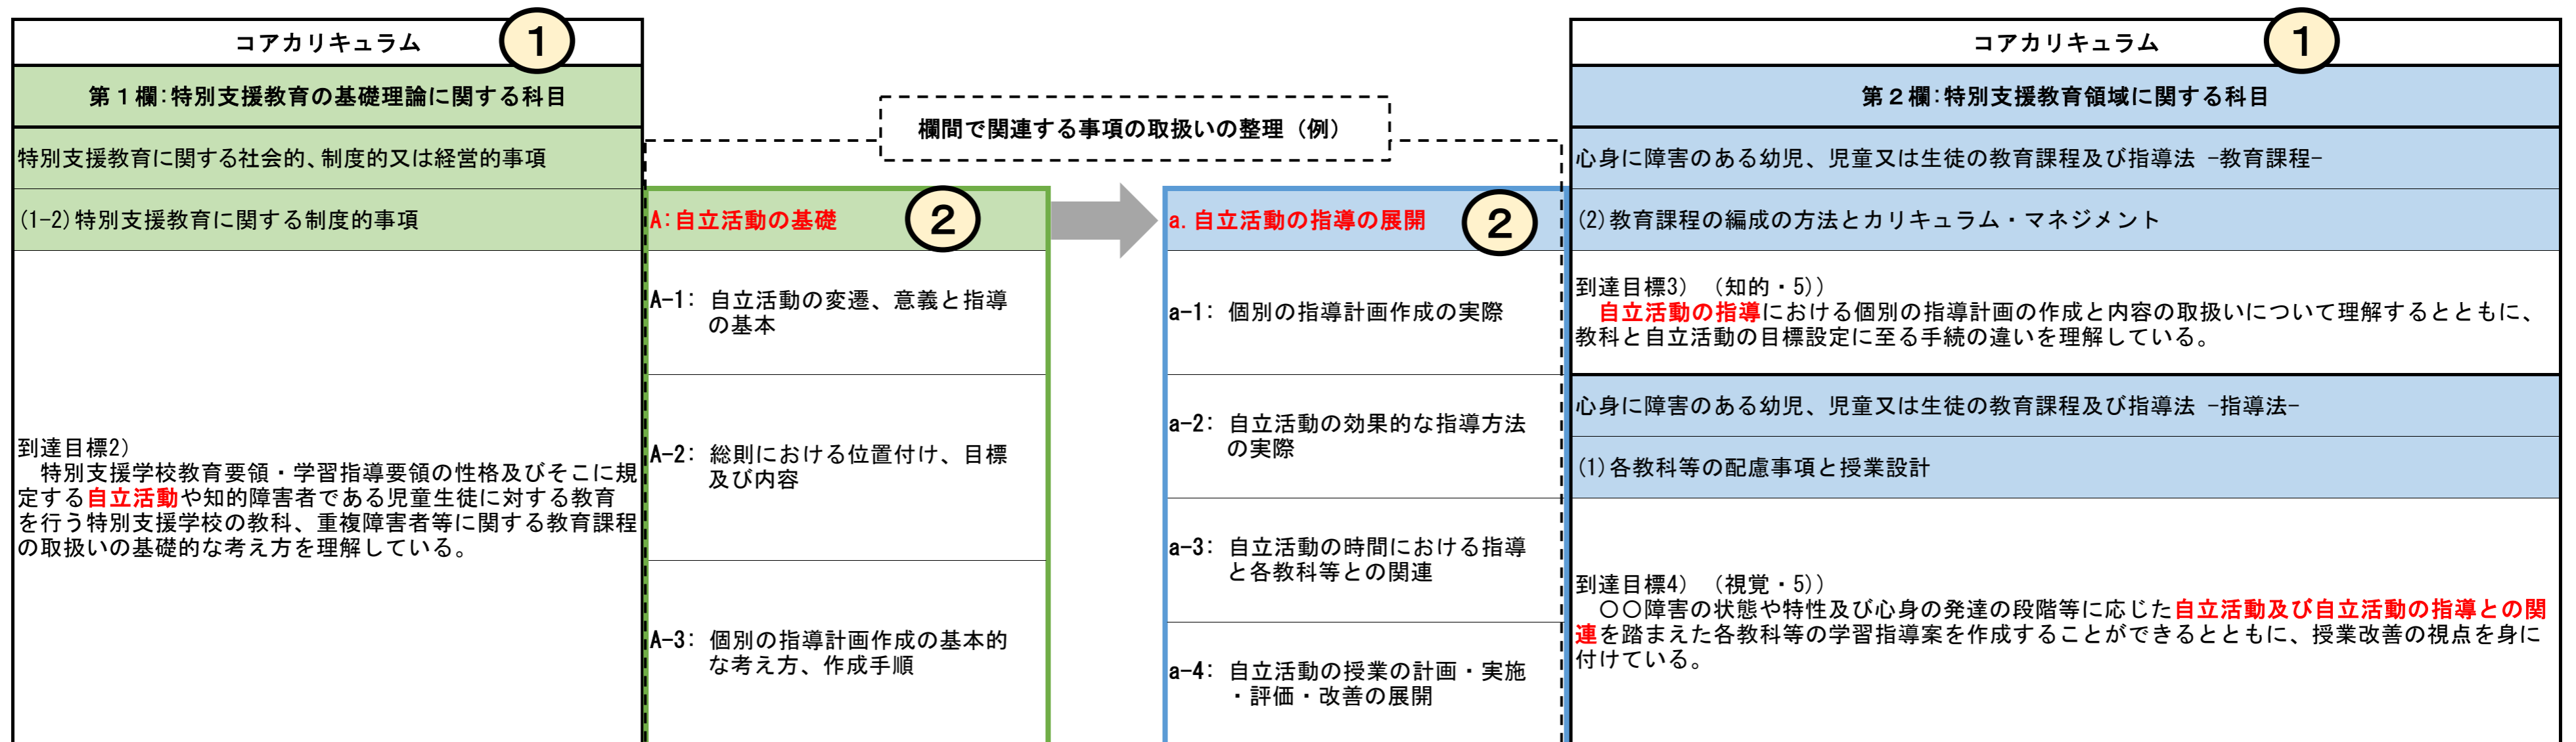 コアカリキュラム
1
第1欄:特別支援教育の基礎理論に関する科目
特別支援教育に関する社会的、制度的又は経営的事項
(1-2)特別支援教育に関する制度的事項
到達目標2)
特別支援学校教育要領・学習指導要領の性格及びそこに規
定する自立活動や知的障害者である児童生徒に対する教育
を行う特別支援学校の教科、重複障害者等に関する教育課程
の取扱いの基礎的な考え方を理解している。
欄間で関連する事項の取扱いの整理（例）
A:自立活動の基礎
2
A-1: 自立活動の変遷、意義と指導
の基本
A-2: 総則における位置付け、目標
及び内容
A-3: 個別の指導計画作成の基本的
な考え方、作成手順
a.自立活動の指導の展開
2
a-1: 個別の指導計画作成の実際
a-2: 自立活動の効果的な指導方法
の実際
a-3: 自立活動の時間における指導
と各教科等との関連
a-4: 自立活動の授業の計画・実施
・評価・改善の展開
コアカリキュラム
1
第2欄:特別支援教育領域に関する科目
心身に障害のある幼児、児童又は生徒の教育課程及び指導法 -教育課程-
(2)教育課程の編成の方法とカリキュラム・マネジメント
到達目標3) （知的・5)）
自立活動の指導における個別の指導計画の作成と内容の取扱いについて理解するとともに、
教科と自立活動の目標設定に至る手続の違いを理解している。
心身に障害のある幼児、児童又は生徒の教育課程及び指導法 -指導法-
(1)各教科等の配慮事項と授業設計
到達目標4) （視覚・5)）
〇〇障害の状態や特性及び心身の発達の段階等に応じた自立活動及び自立活動の指導との関
連を踏まえた各教科等の学習指導案を作成することができるとともに、授業改善の視点を身に
付けている。